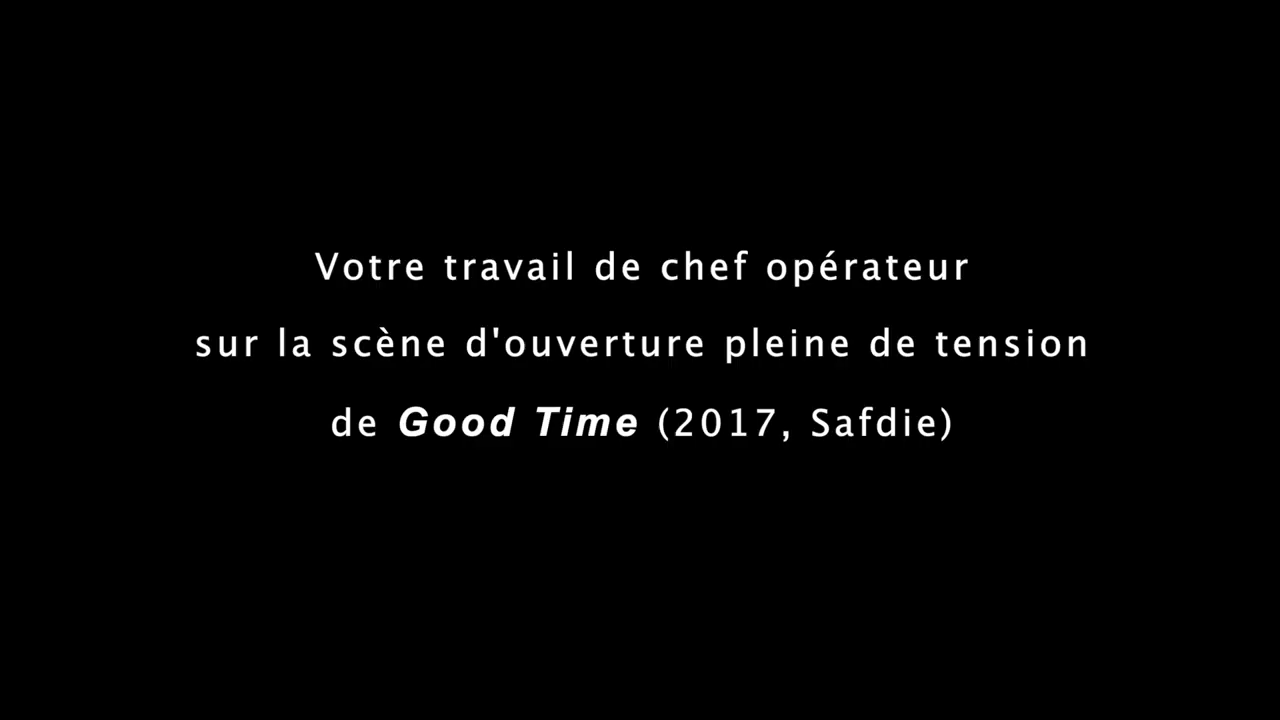 Votre travail de chef opérateur
sur la scène d'ouverture pleine de tension
de Good Time (2017, Safdie)